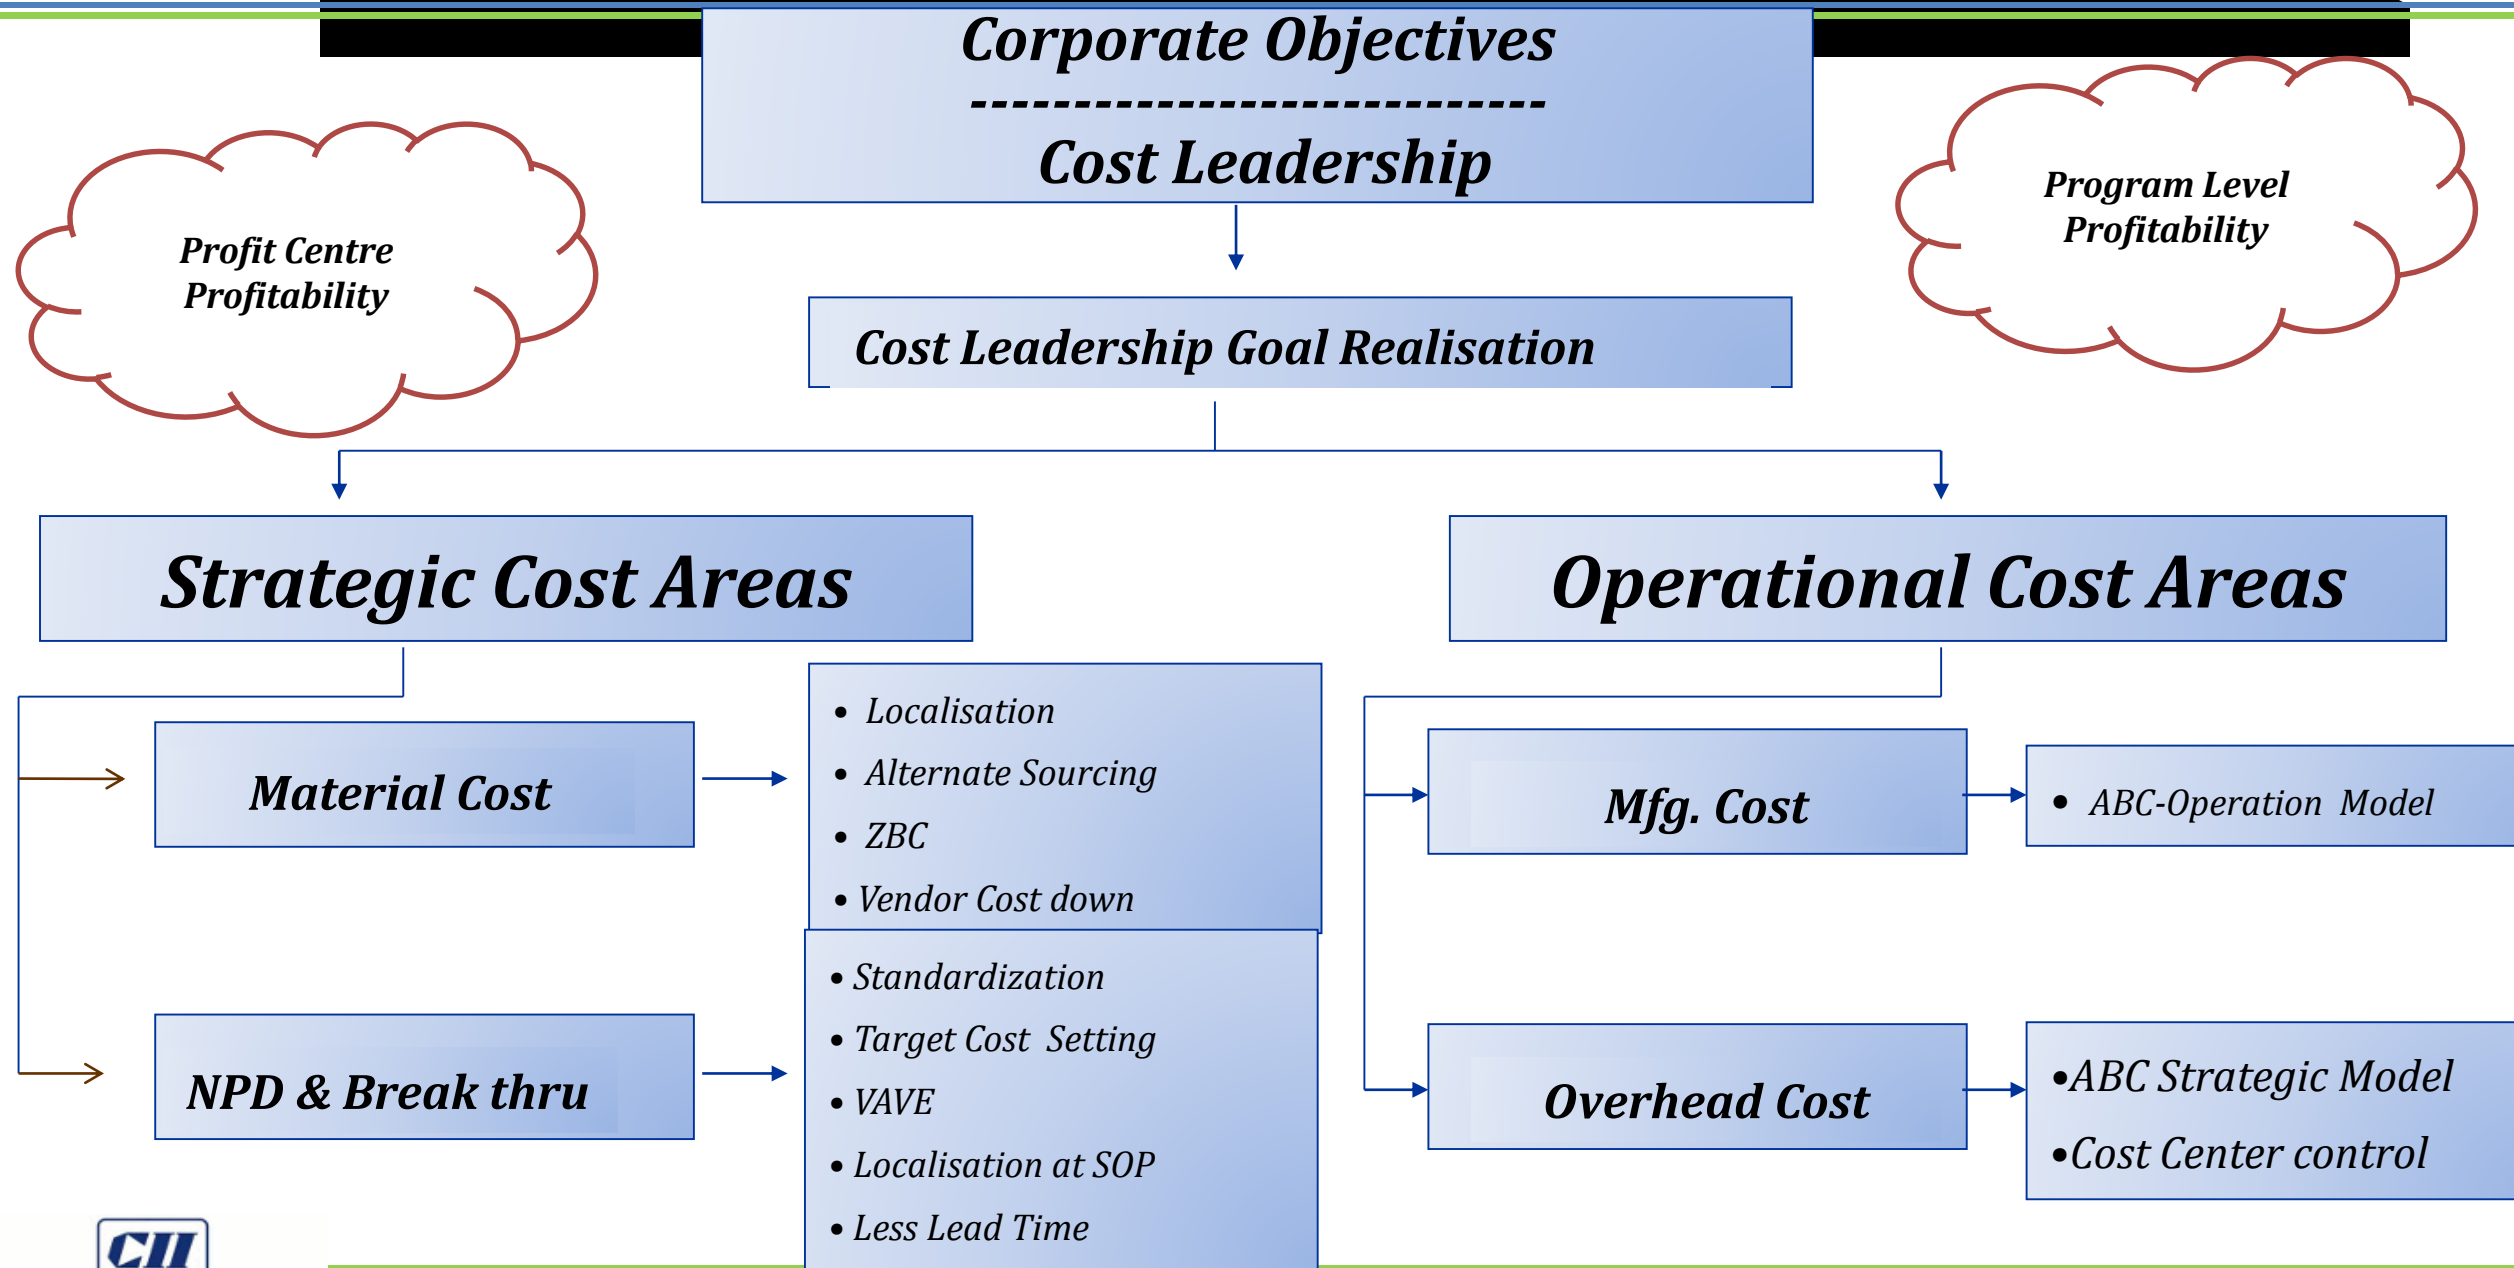 Corporate Objectives
----------------------------
Cost Leadership
Profit Centre
Profitability
Program Level
Profitability
Cost Leadership Goal Realisation
Strategic Cost Areas
Operational Cost Areas
Material Cost
• Localisation
• Alternate Sourcing
• ZBC
• Vendor Cost down
NPD & Break thru
• Standardization
• Target Cost Setting
• VAVE
• Localisation at SOP
• Less Lead Time
Mfg. Cost
• ABC-Operation Model
Overhead Cost
•ABC Strategic Model
•Cost Center control
CII